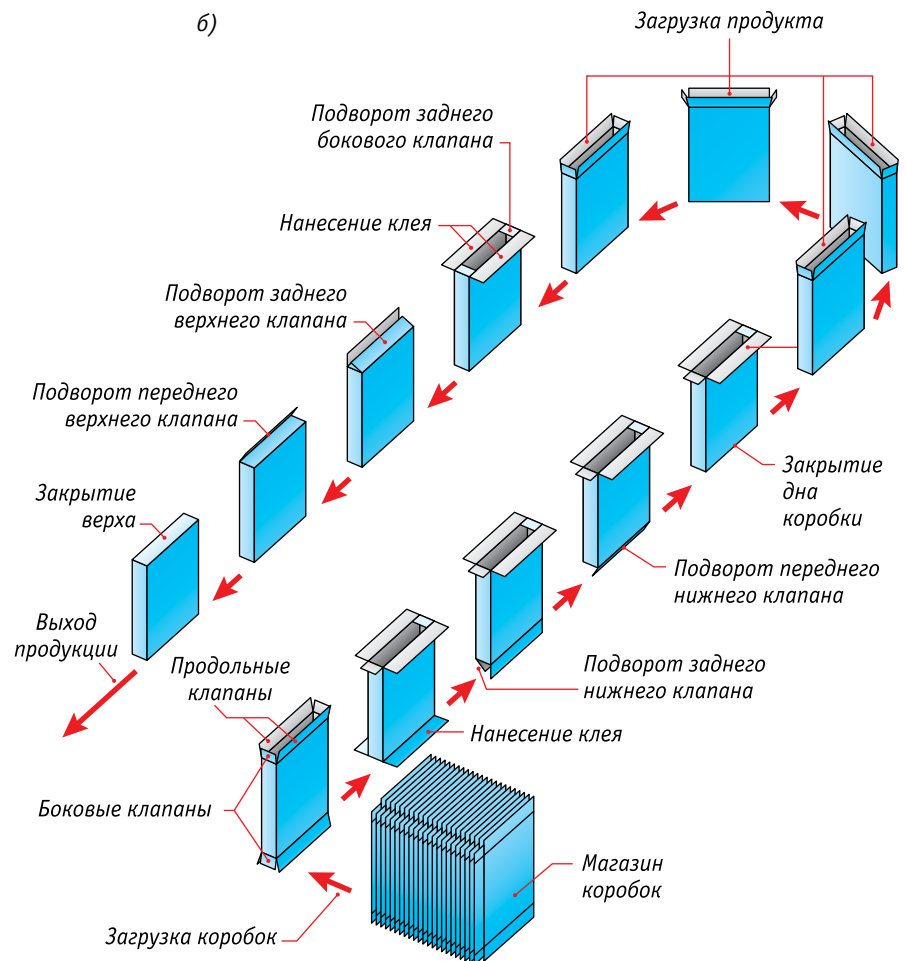 б)
Загрузка продукта
Подворот заднего
бокового клапана
Нанесение клея
Подворот заднего
верхнего клапана
Подворот переднего
верхнего клапана
Закрытие
верха
Выход
продукции
Продольные
клапаны
Боковые клапаны
Загрузка коробок
Закрытие
дна
коробки
Подворот переднего
нижнего клапана
Подворот заднего
нижнего клапана
Нанесение клея
Магазин
коробок